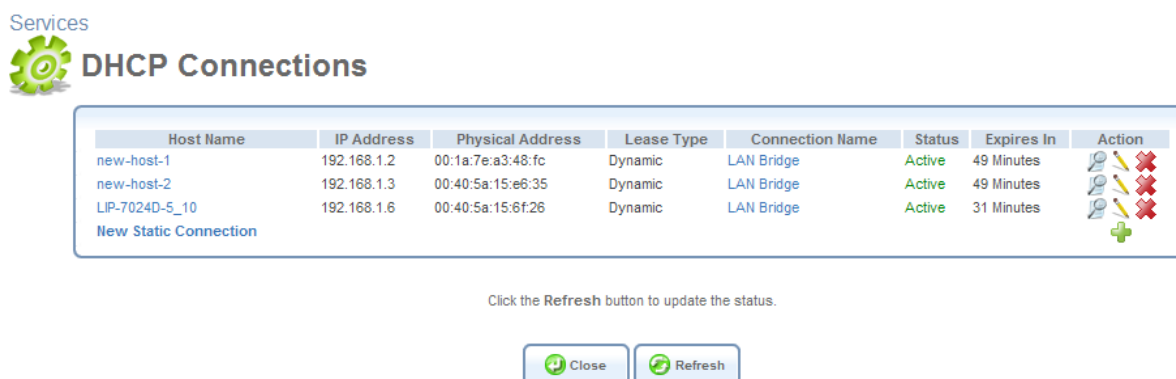 Services
DHCP Connections
Host Name IP Address Physical Address Lease Type Connection Name Status Expires In Action
new-host-1 192.168.1.2 00:1a:7e:a3:48:fc Dynamic LAN Bridge Active 49 Minutes
new-host-2 192.168.1.3 00:40:5a:15:e6:35 Dynamic LAN Bridge Active 49 Minutes
LIP-7024D-5_10 192.168.1.6 00:40:5a:15:6f:26 Dynamic LAN Bridge Active 31 Minutes
New Static Connection
Click the Refresh button to update the status.
Close Refresh